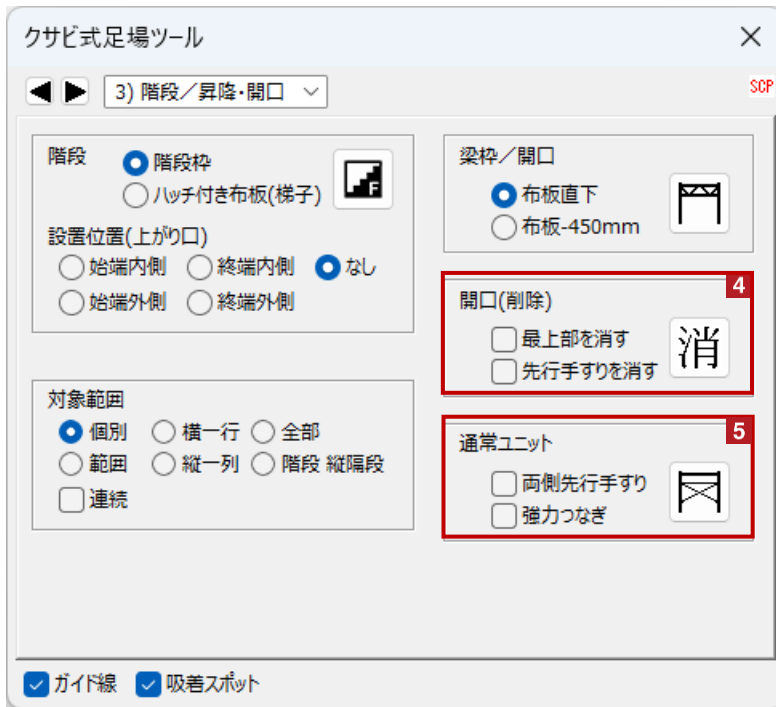 クサビ式足場ツール
3) 階段／昇降・開口
SCP
階段
階段枠
ハッチ付き布板(梯子)
F
設置位置(上がり口)
始端内側 終端内側 なし
始端外側 終端外側
対象範囲
個別 横一行 全部
範囲 縦一列 階段 縦隔段
連続
梁枠／開口
布板直下
布板-450mm
4
開口(削除)
最上部を消す
先行手すりを消す
消
5
通常ユニット
両側先行手すり
強力つなぎ
ガイド線 吸着スポット